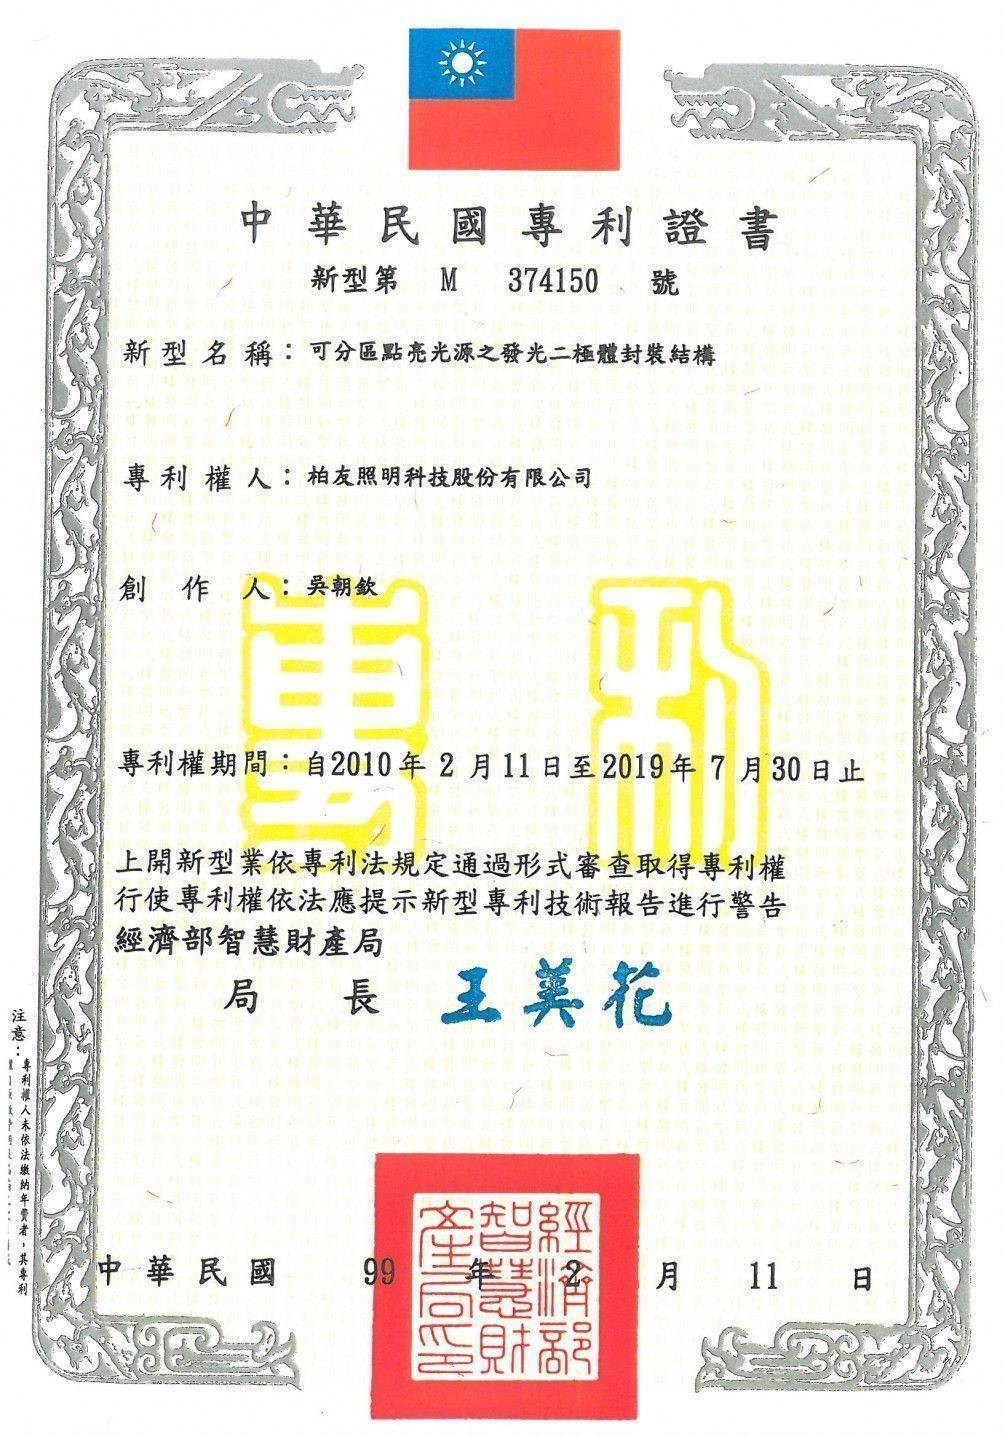 中華民國專利證書
新型第 M 374150 號
新型名稱：可分區點亮光源之發光二極體封裝結構
專利權人：柏友照明科技股份有限公司
創作人：吳朝欽
專利
專利權期間：自2010年 2 月11日至2019年 7 月30日止
上開新型業依專利法規定通過形式審查取得專利權
行使專利權依法應提示新型專利技術報告進行警告
經濟部智慧財產局
局長 王美花
注意：專利權人未依法繳納年費者，其專利
經濟部智慧財產局印
中華民國 99 年 2 月 11 日